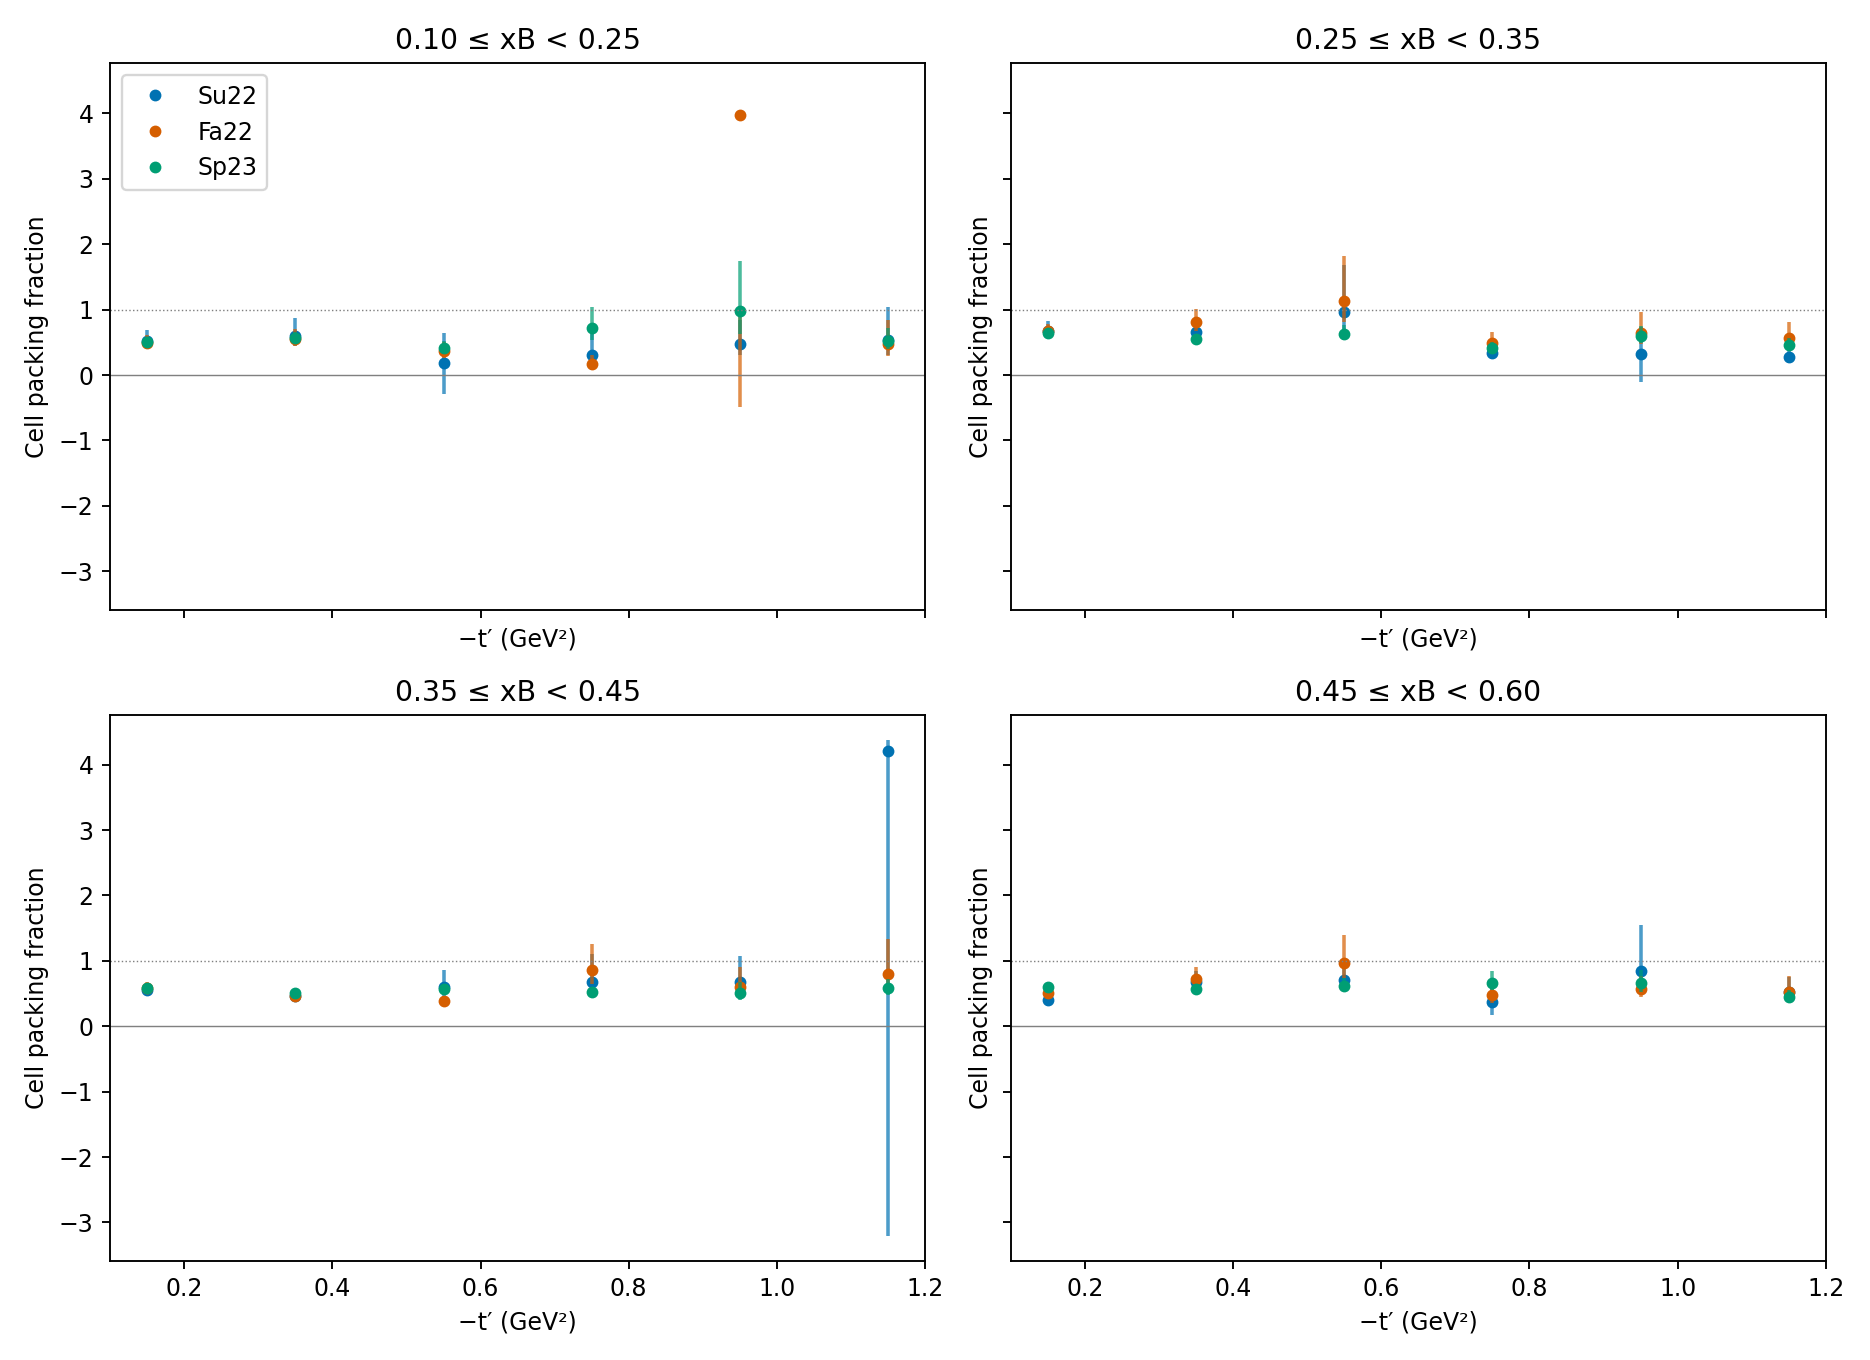 0.10 ≤ xB < 0.25
Su22
Fa22
Sp23
4
3
2
1
0
−1
−2
−3
Cell packing fraction
−t′ (GeV²)
0.25 ≤ xB < 0.35
Cell packing fraction
−t′ (GeV²)
0.35 ≤ xB < 0.45
4
3
2
1
0
−1
−2
−3
Cell packing fraction
0.2 0.4 0.6 0.8 1.0 1.2
−t′ (GeV²)
0.45 ≤ xB < 0.60
Cell packing fraction
0.2 0.4 0.6 0.8 1.0 1.2
−t′ (GeV²)